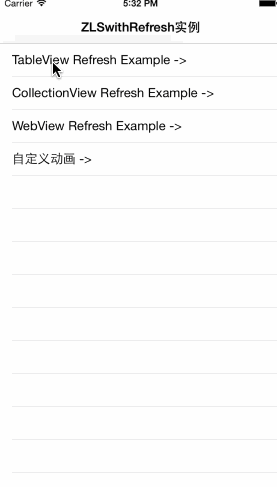 Carrier 5:32 PM
ZLSwithRefresh实例
TableView Refresh Example ->
CollectionView Refresh Example ->
WebView Refresh Example ->
自定义动画 ->